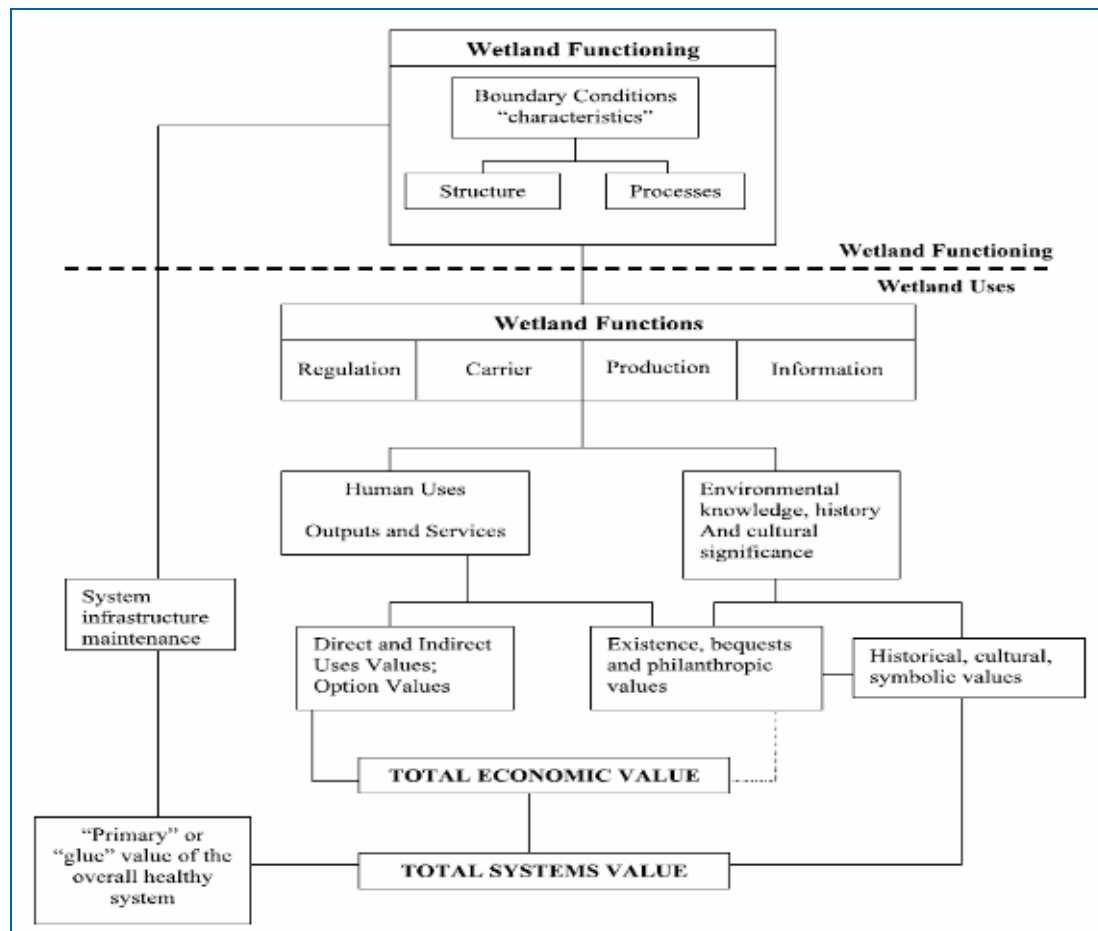 Wetland Functioning
Boundary Conditions
“characteristics”
Structure
Processes
Wetland Functioning
Wetland Uses
Wetland Functions
Regulation
Carrier
Production
Information
Human Uses
Outputs and Services
Environmental
knowledge, history
And cultural
significance
System
infrastructure
maintenance
Direct and Indirect
Uses Values;
Option Values
Existence, bequests
and philanthropic
values
Historical, cultural,
symbolic values
TOTAL ECONOMIC VALUE
“Primary” or
“glue” value of the
overall healthy
system
TOTAL SYSTEMS VALUE